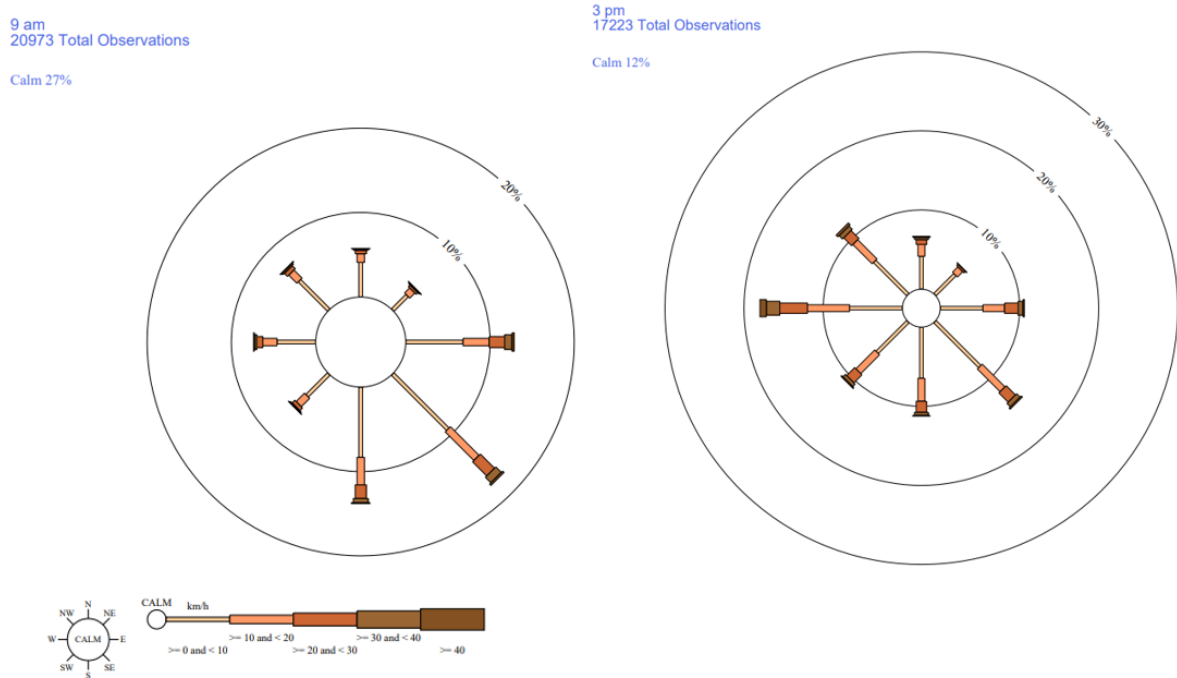 9 am
20973 Total Observations
Calm 27%
20%
10%
3 pm
17223 Total Observations
Calm 12%
30%
20%
10%
N
NW NE
W CALM E
SW SE
S
CALM km/h
>= 10 and < 20 >= 30 and < 40
>= 0 and < 10 >= 20 and < 30 >= 40